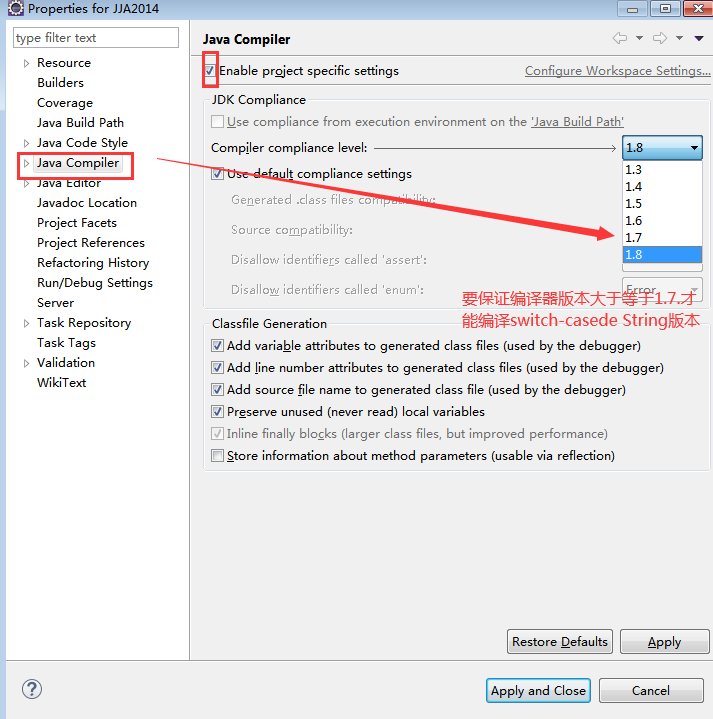 Properties for JJA2014
type filter text
Resource
Builders
Coverage
Java Build Path
Java Code Style
Java Compiler
Java Editor
Javadoc Location
Project Facets
Project References
Refactoring History
Run/Debug Settings
Server
Task Repository
Task Tags
Validation
WikiText
Java Compiler
Enable project specific settings
Configure Workspace Settings...
JDK Compliance
Use compliance from execution environment on the 'Java Build Path'
Compiler compliance level:
1.8
1.3
1.4
1.5
1.6
1.7
1.8
Use default compliance settings
Generated .class files compatibility:
Source compatibility:
Disallow identifiers called 'assert':
Disallow identifiers called 'enum':
Error
要保证编译器版本大于等于1.7.才
能编译switch-casede String版本
Classfile Generation
Add variable attributes to generated class files (used by the debugger)
Add line number attributes to generated class files (used by the debugger)
Add source file name to generated class file (used by the debugger)
Preserve unused (never read) local variables
Inline finally blocks (larger class files, but improved performance)
Store information about method parameters (usable via reflection)
Restore Defaults
Apply
?
Apply and Close
Cancel